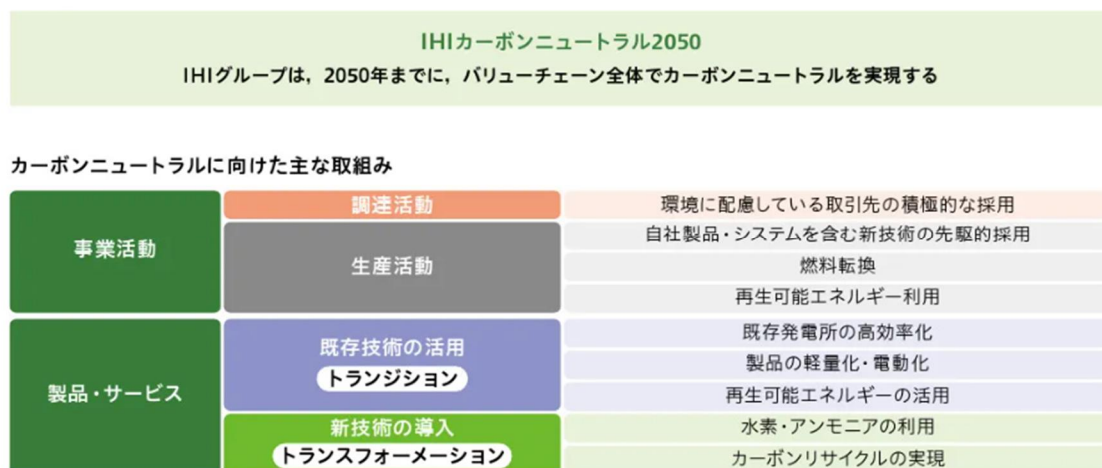 IHIカーボンニュートラル2050
IHIグループは，2050年までに，バリューチェーン全体でカーボンニュートラルを実現する
カーボンニュートラルに向けた主な取組み
事業活動
調達活動
環境に配慮している取引先の積極的な採用
生産活動
自社製品・システムを含む新技術の先駆的採用
燃料転換
再生可能エネルギー利用
製品・サービス
既存技術の活用
トランジション
既存発電所の高効率化
製品の軽量化・電動化
再生可能エネルギーの活用
新技術の導入
トランスフォーメーション
水素・アンモニアの利用
カーボンリサイクルの実現